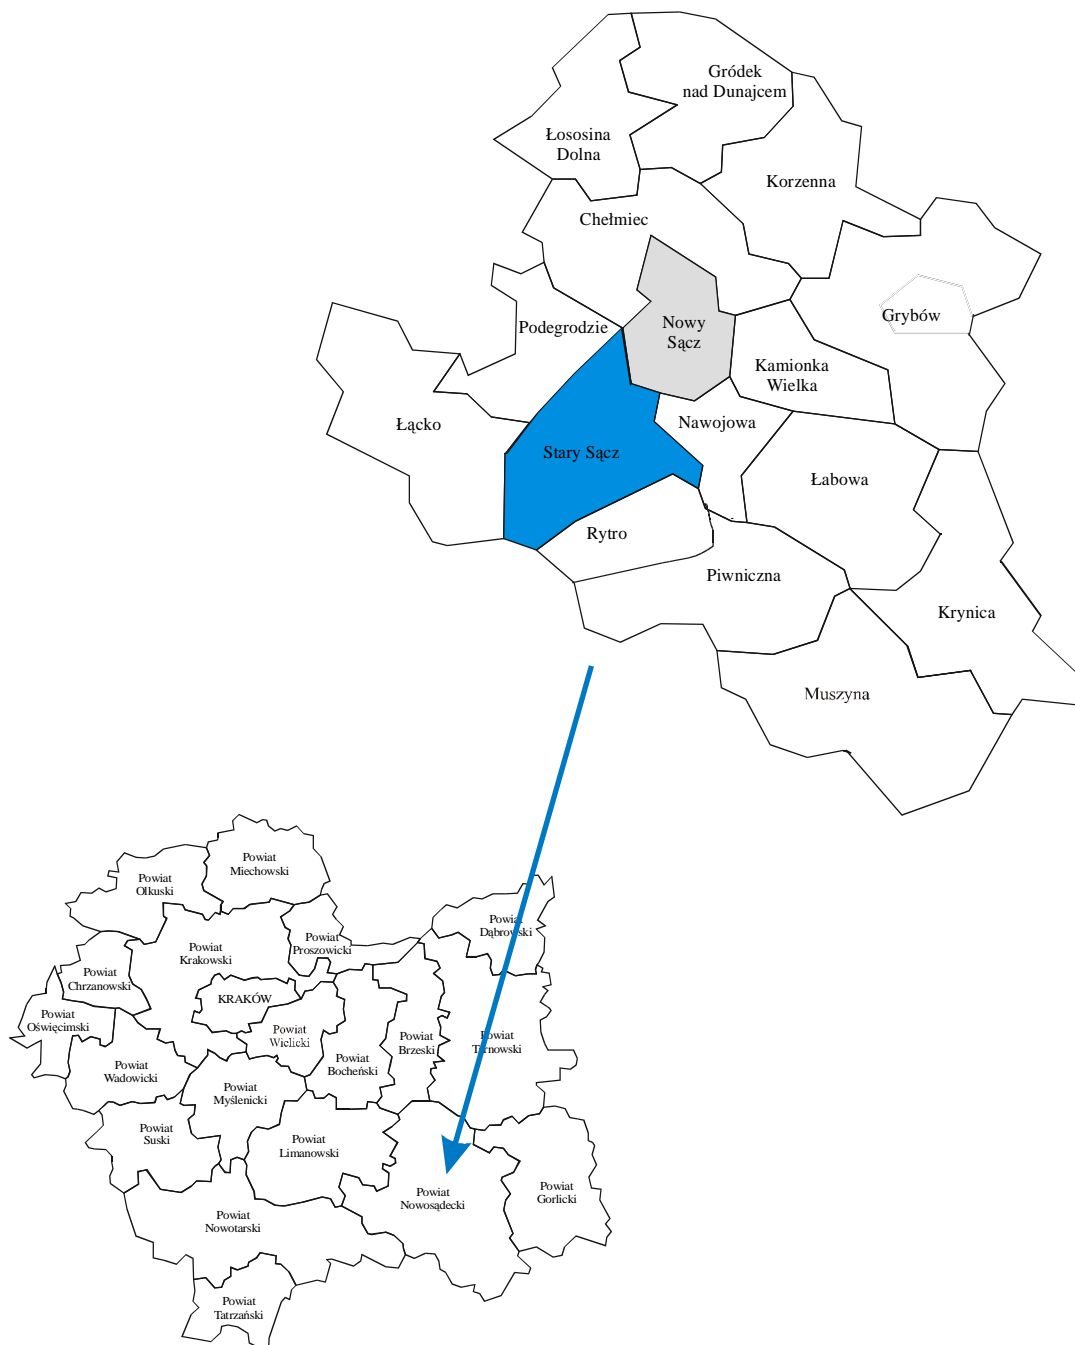 Gródek
nad Dunajcem
Łososina
Dolna
Korzenna
Chełmiec
Podegrodzie
Nowy
Sącz
Grybów
Kamionka
Wielka
Łącko
Nawojowa
Stary Sącz
Łabowa
Rytro
Piwniczna
Krynica
Muszyna
Powiat
Miechowski
Powiat
Olkuski
Powiat
Dąbrowski
Powiat
Proszowicki
Powiat
Krakowski
Powiat
Chrzanowski
KRAKÓW
Powiat
Oświęcimski
Powiat
Wielicki
Powiat
Brzeski
Powiat
Tarnowski
Powiat
Wadowicki
Powiat
Bocheński
Powiat
Myślenicki
Powiat
Suski
Powiat
Limanowski
Powiat
Nowosądecki
Powiat
Gorlicki
Powiat
Nowotarski
Powiat
Tatrzański